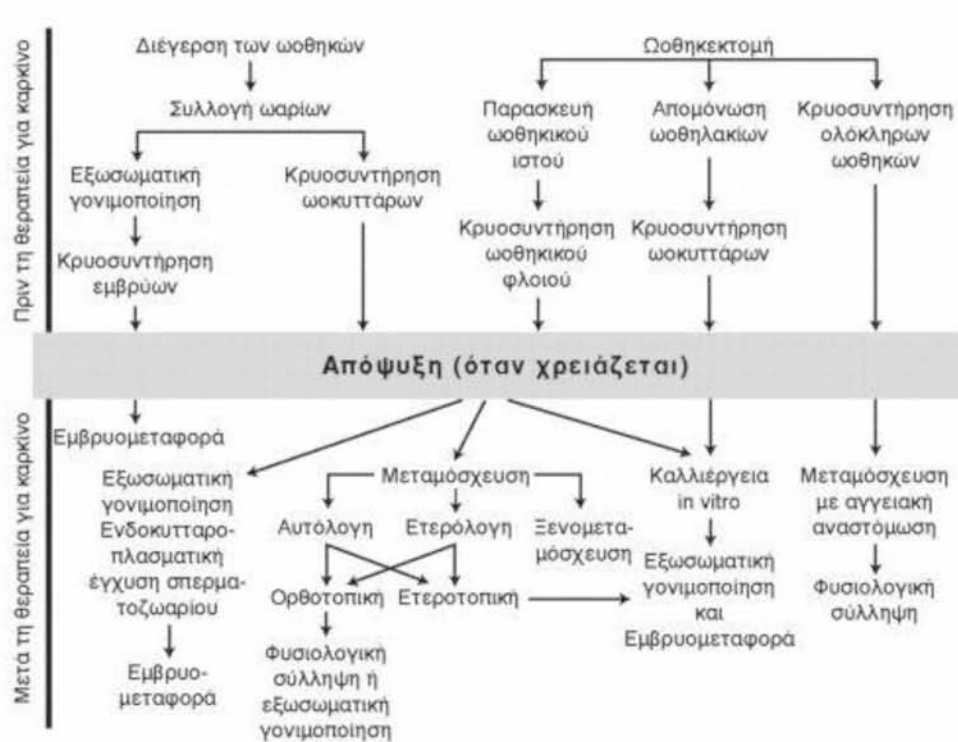 Πριν τη θεραπεία για καρκίνο
Διέγερση των ωοθηκών
Συλλογή ωαρίων
Εξωσωματική
γονιμοποίηση
Κρυοσυντήρηση
εμβρύων
Κρυοσυντήρηση
ωοκυττάρων
Ωοθηκεκτομή
Παρασκευή
ωοθηκικού
ιστού
Κρυοσυντήρηση
ωοθηκικού
φλοιού
Απομόνωση
ωοθηλακίων
Κρυοσυντήρηση
ωοκυττάρων
Κρυοσυντήρηση
ολόκληρων
ωοθηκών
Απόψυξη (όταν χρειάζεται)
Μετά τη θεραπεία για καρκίνο
Εμβρυομεταφορά
Εξωσωματική
γονιμοποίηση
Ενδοκυτταρο-
πλασματική
έγχυση σπερμα-
τοζωαρίου
Εμβρυο-
μεταφορά
Μεταμόσχευση
Αυτόλογη
Ετερόλογη
Ξενομετα-
μόσχευση
Ορθοτοπική
Ετεροτοπική
Φυσιολογική
σύλληψη ή
εξωσωματική
γονιμοποίηση
Καλλιέργεια
in vitro
Εξωσωματική
γονιμοποίηση
και
Εμβρυομεταφορά
Μεταμόσχευση
με αγγειακή
αναστόμωση
Φυσιολογική
σύλληψη